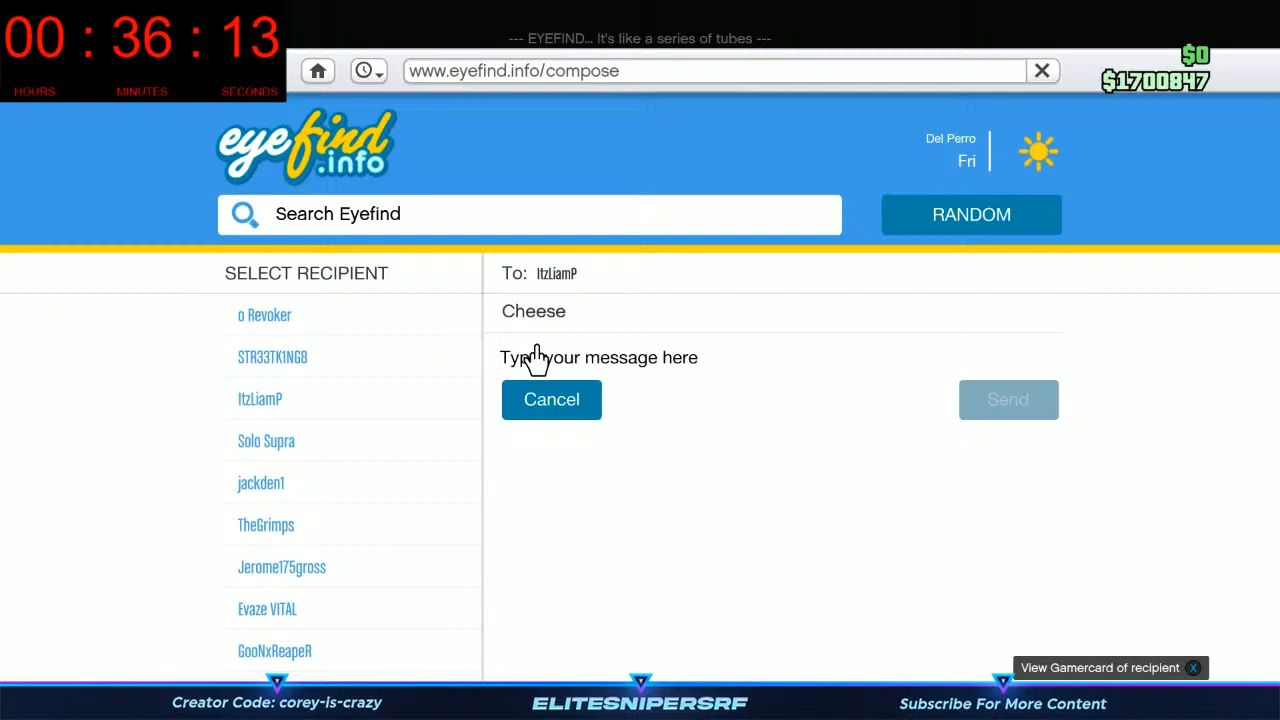 00 : 36 : 13
HOURS MINUTES SECONDS
--- EYEFIND... It's like a series of tubes ---
www.eyefind.info/compose
$0
$1700847
eyefind.info
Del Perro
Fri
Search Eyefind
RANDOM
SELECT RECIPIENT
o Revoker
STR33TK1NG8
ItzLiamP
Solo Supra
jackden1
TheGrimps
Jerome175gross
Evaze VITAL
GooNxReapeR
To: ItzLiamP
Cheese
Type your message here
Cancel
Send
View Gamercard of recipient X
Creator Code: corey-is-crazy
ELITESNIPERSRF
Subscribe For More Content